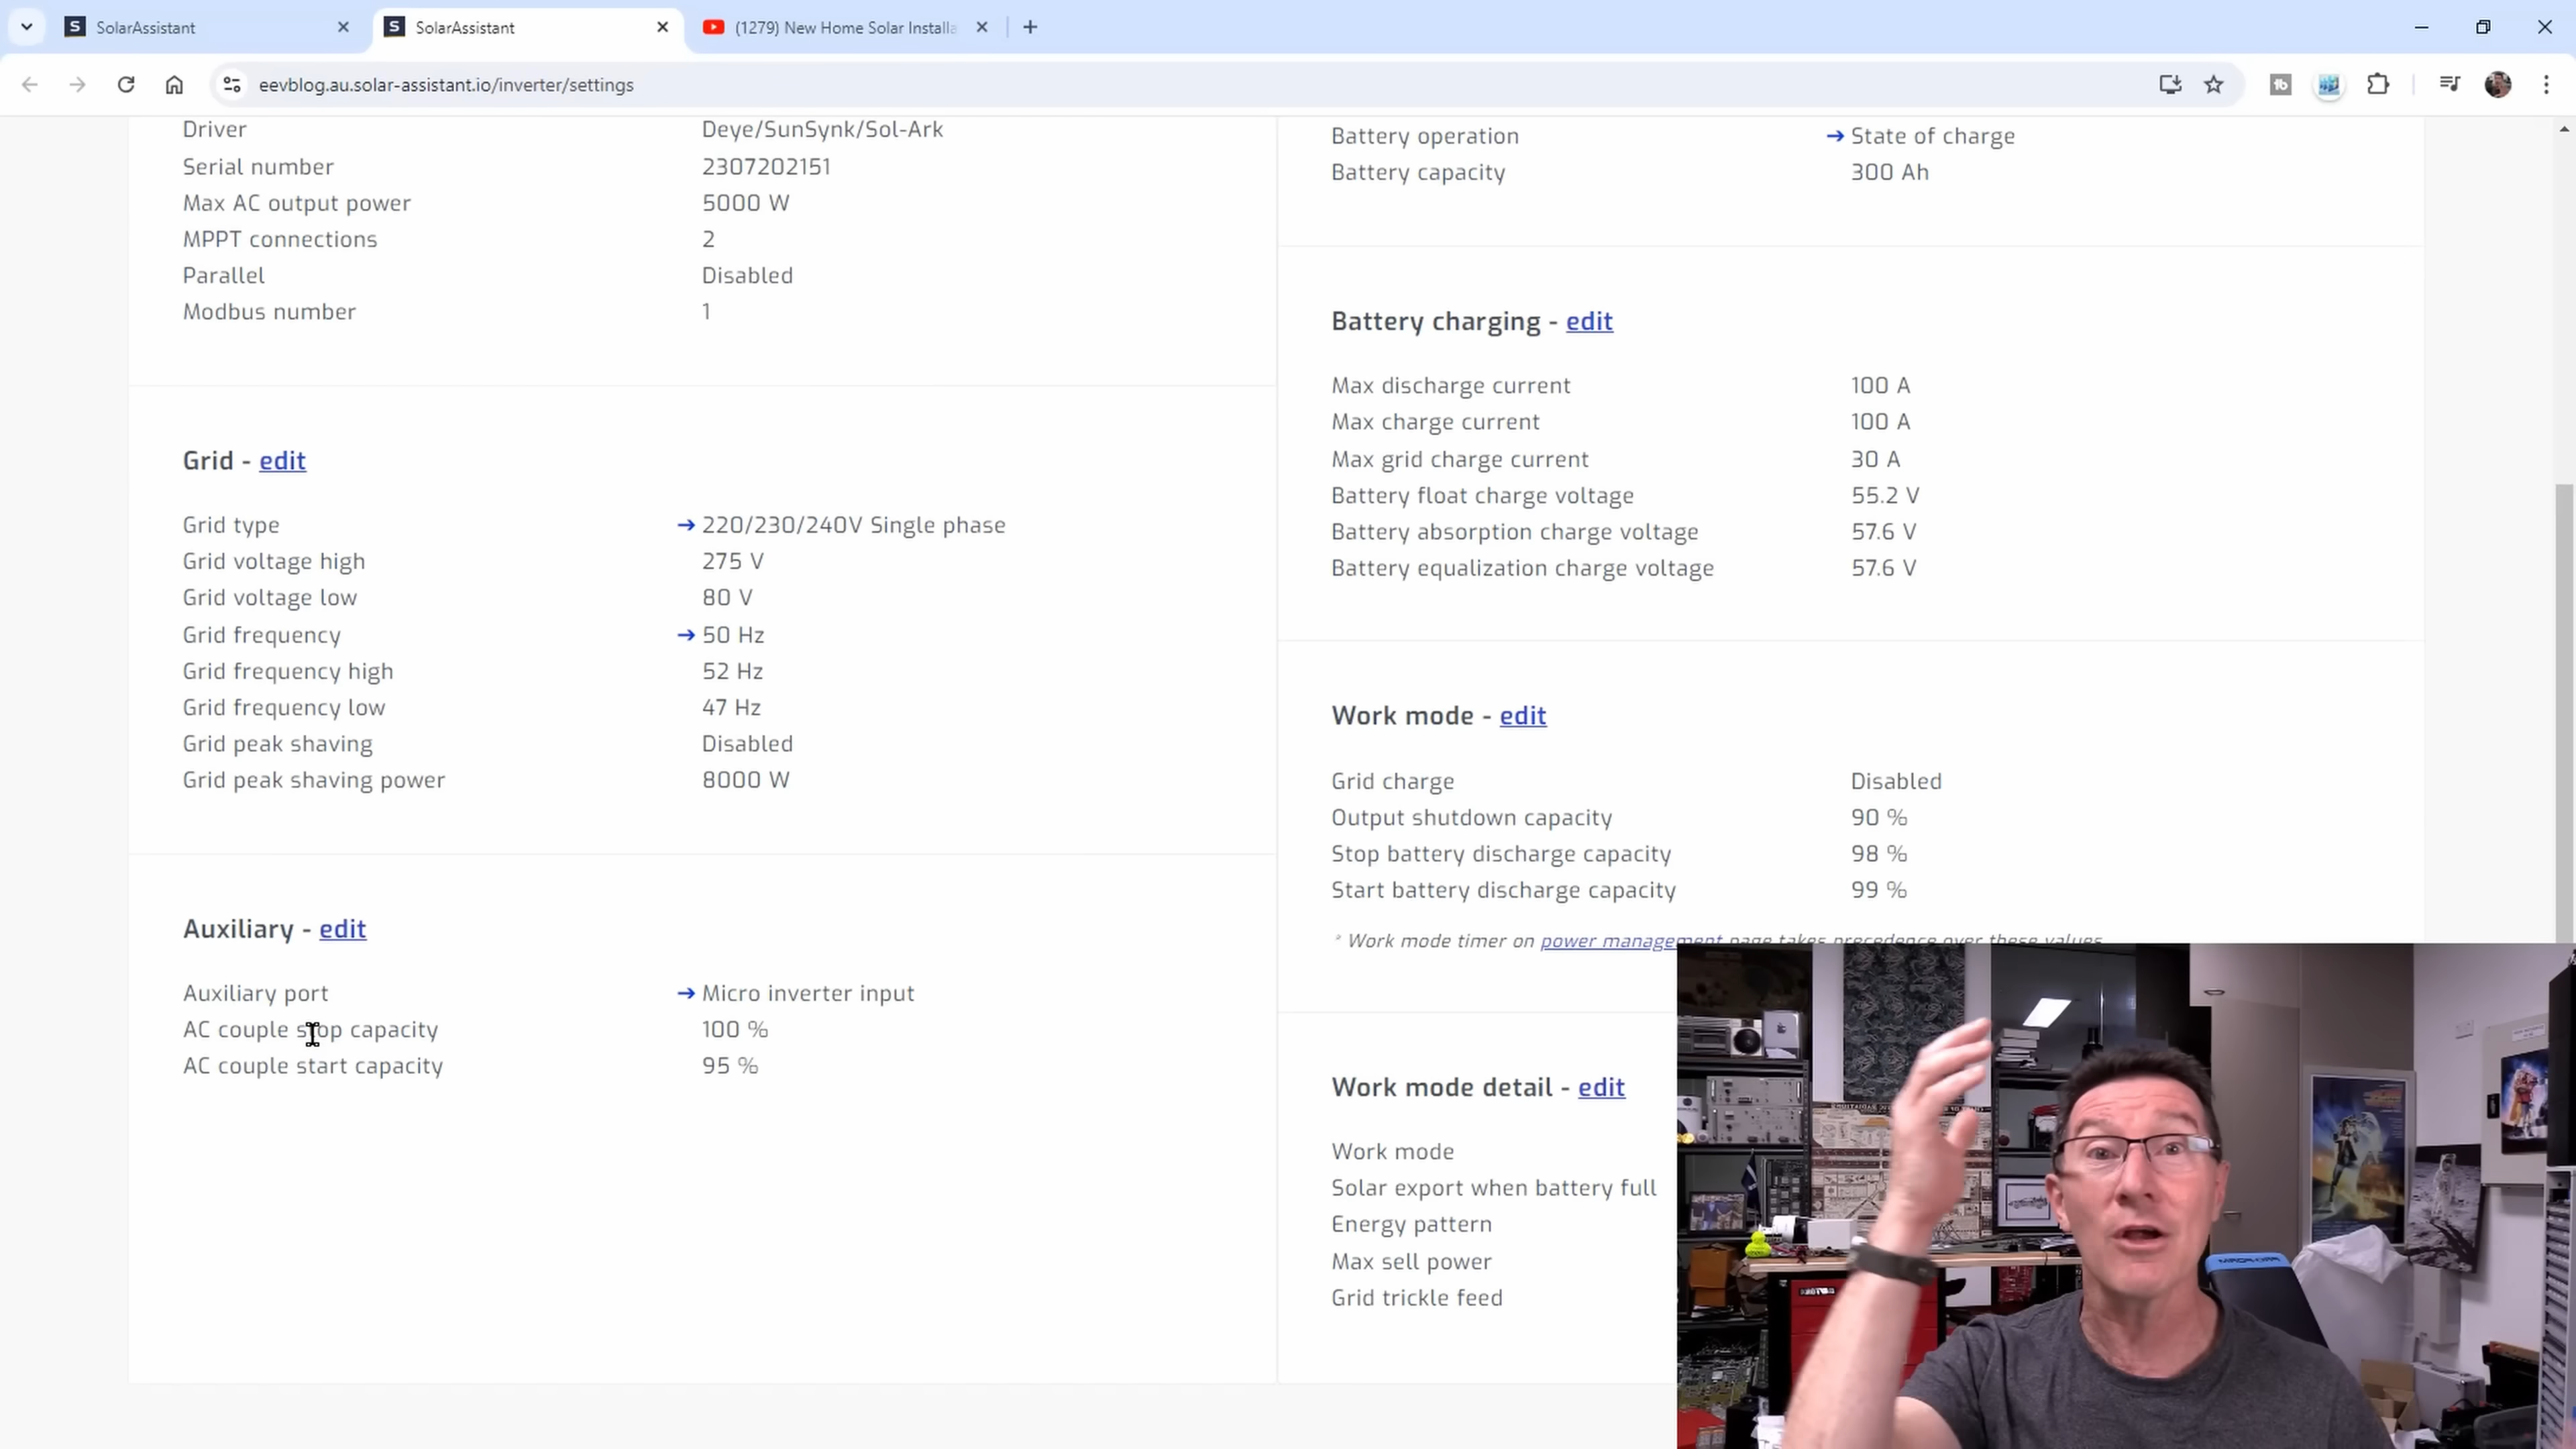 SolarAssistant
SolarAssistant
(1279) New Home Solar Installa
eevblog.au.solar-assistant.io/inverter/settings
Driver Deye/SunSynk/Sol-Ark
Serial number 2307202151
Max AC output power 5000 W
MPPT connections 2
Parallel Disabled
Modbus number 1
Grid - edit
Grid type → 220/230/240V Single phase
Grid voltage high 275 V
Grid voltage low 80 V
Grid frequency → 50 Hz
Grid frequency high 52 Hz
Grid frequency low 47 Hz
Grid peak shaving Disabled
Grid peak shaving power 8000 W
Auxiliary - edit
Auxiliary port → Micro inverter input
AC couple stop capacity 100 %
AC couple start capacity 95 %
Battery operation → State of charge
Battery capacity 300 Ah
Battery charging - edit
Max discharge current 100 A
Max charge current 100 A
Max grid charge current 30 A
Battery float charge voltage 55.2 V
Battery absorption charge voltage 57.6 V
Battery equalization charge voltage 57.6 V
Work mode - edit
Grid charge Disabled
Output shutdown capacity 90 %
Stop battery discharge capacity 98 %
Start battery discharge capacity 99 %
* Work mode timer on power management page takes precedence over these values
Work mode detail - edit
Work mode
Solar export when battery full
Energy pattern
Max sell power
Grid trickle feed